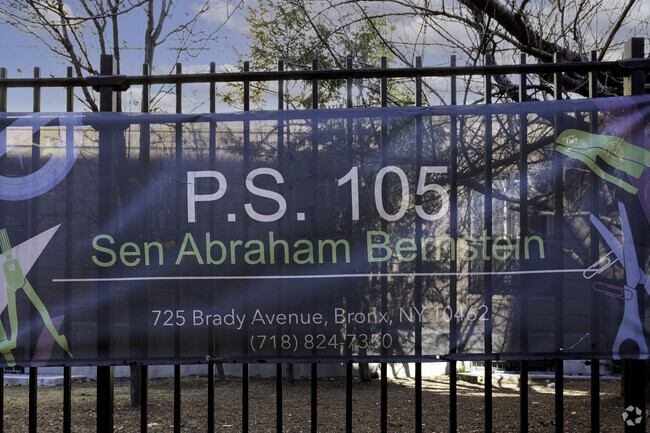 P.S. 105
Sen Abraham Bernstein
725 Brady Avenue, Bronx, NY 10462
(718) 824-7350